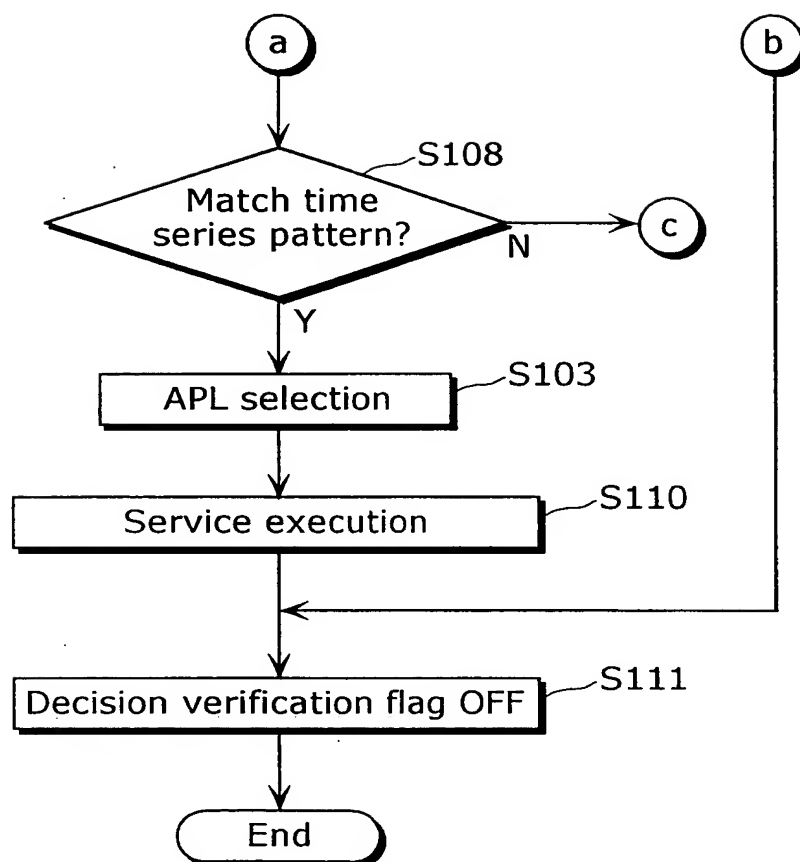 a
b
S108
Match time
series pattern?
N
c
Y
S103
APL selection
S110
Service execution
S111
Decision verification flag OFF
End